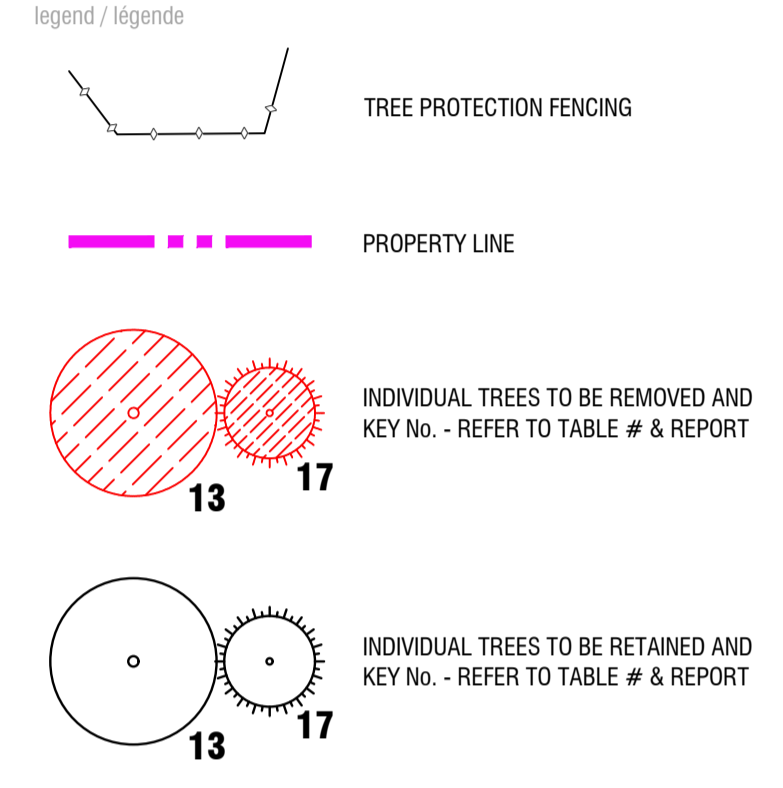 legend / légende
TREE PROTECTION FENCING
PROPERTY LINE
INDIVIDUAL TREES TO BE REMOVED AND
KEY No. - REFER TO TABLE # & REPORT
17
13
INDIVIDUAL TREES TO BE RETAINED AND
KEY No. - REFER TO TABLE # & REPORT
17
13